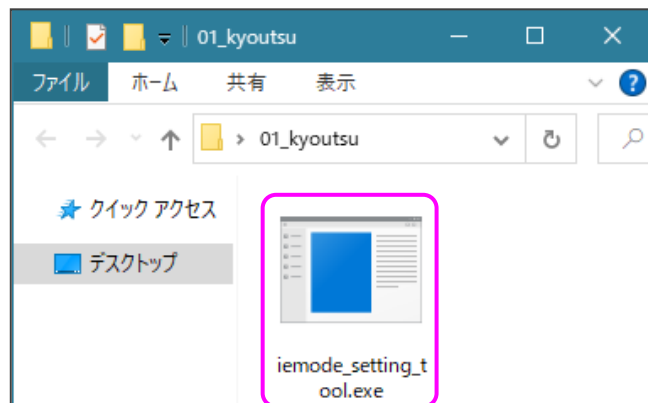 01_kyoutsu
ファイル ホーム 共有 表示
01_kyoutsu
クイック アクセス
デスクトップ
iemode_setting_t
ool.exe